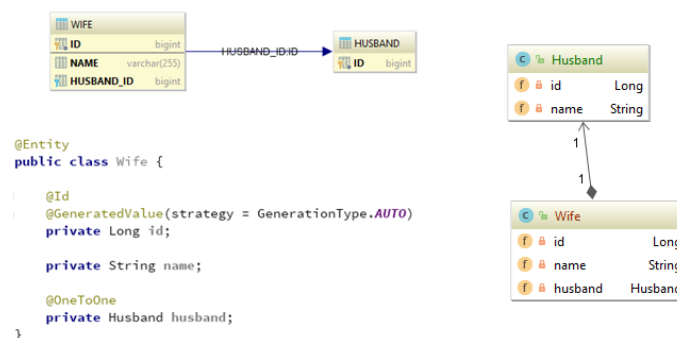 WIFE
ID bigint
NAME varchar(255)
HUSBAND_ID bigint
HUSBAND_ID:ID
HUSBAND
ID bigint
C Husband
f id Long
f name String
1
1
C Wife
f id Long
f name String
f husband Husband
@Entity
public class Wife {
@Id
@GeneratedValue(strategy = GenerationType.AUTO)
private Long id;
private String name;
@OneToOne
private Husband husband;
}